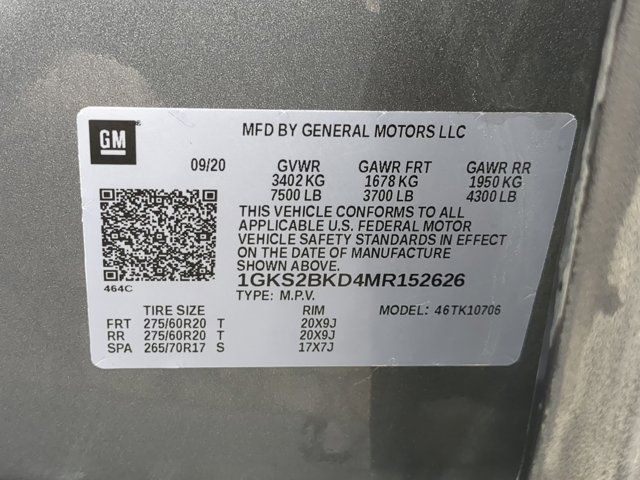 GM
MFD BY GENERAL MOTORS LLC
09/20 GVWR GAWR FRT GAWR RR
3402 KG 1678 KG 1950 KG
7500 LB 3700 LB 4300 LB
THIS VEHICLE CONFORMS TO ALL
APPLICABLE U.S. FEDERAL MOTOR
VEHICLE SAFETY STANDARDS IN EFFECT
ON THE DATE OF MANUFACTURE
SHOWN ABOVE.
464C
1GKS2BKD4MR152626
TYPE: M.P.V. MODEL: 46TK10706
TIRE SIZE RIM
FRT 275/60R20 T 20X9J
RR 275/60R20 T 20X9J
SPA 265/70R17 S 17X7J